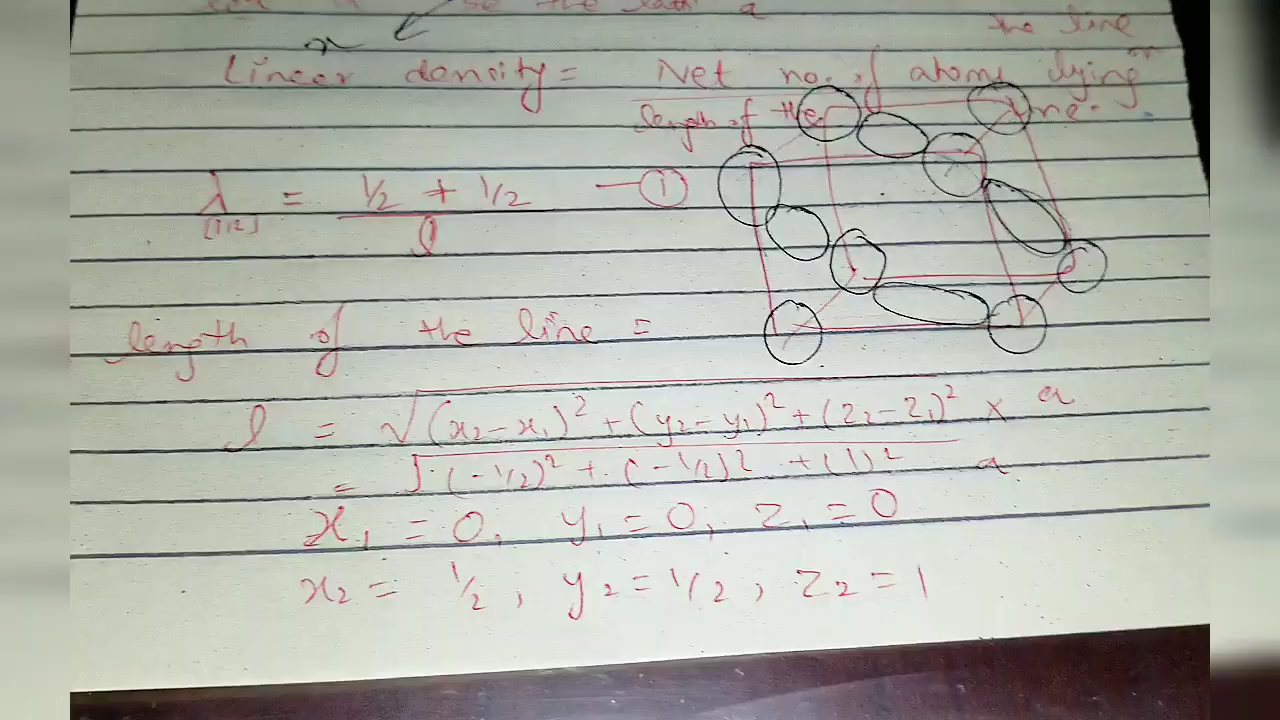 the line
Linear density = Net no. of atoms lying on
length of the line.
λ[112] = 1/2 + 1/2 / l — ①
length of the line =
l = √(x2-x1)² + (y2-y1)² + (z2-z1)² × a
= √(-1/2)² + (-1/2)² + (1)² a
x1 = 0, y1 = 0, z1 = 0
x2 = 1/2, y2 = 1/2, z2 = 1